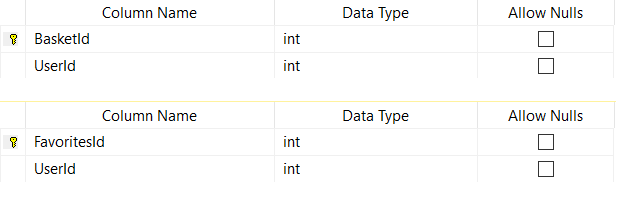 Column Name Data Type Allow Nulls
BasketId int
UserId int
Column Name Data Type Allow Nulls
FavoritesId int
UserId int